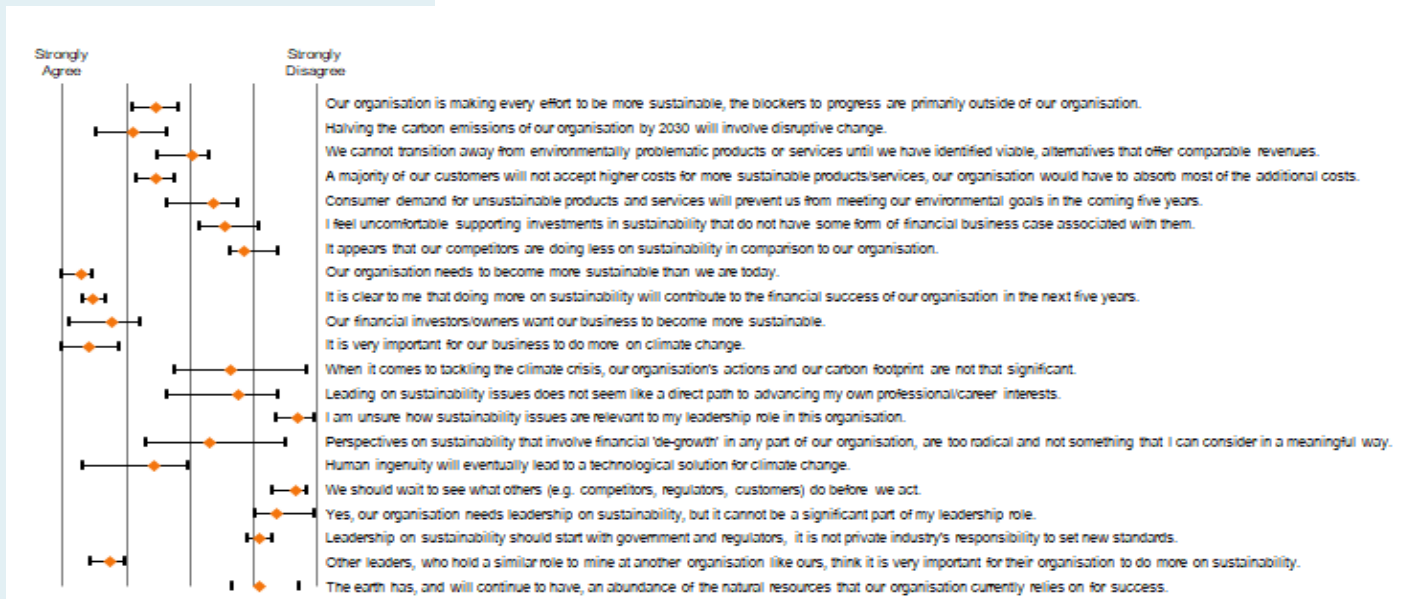 Strongly
Agree
Strongly
Disagree
Our organisation is making every effort to be more sustainable, the blockers to progress are primarily outside of our organisation.
Halving the carbon emissions of our organisation by 2030 will involve disruptive change.
We cannot transition away from environmentally problematic products or services until we have identified viable, alternatives that offer comparable revenues.
A majority of our customers will not accept higher costs for more sustainable products/services, our organisation would have to absorb most of the additional costs.
Consumer demand for unsustainable products and services will prevent us from meeting our environmental goals in the coming five years.
I feel uncomfortable supporting investments in sustainability that do not have some form of financial business case associated with them.
It appears that our competitors are doing less on sustainability in comparison to our organisation.
Our organisation needs to become more sustainable than we are today.
It is clear to me that doing more on sustainability will contribute to the financial success of our organisation in the next five years.
Our financial investors/owners want our business to become more sustainable.
It is very important for our business to do more on climate change.
When it comes to tackling the climate crisis, our organisation's actions and our carbon footprint are not that significant.
Leading on sustainability issues does not seem like a direct path to advancing my own professional/career interests.
I am unsure how sustainability issues are relevant to my leadership role in this organisation.
Perspectives on sustainability that involve financial 'de-growth' in any part of our organisation, are too radical and not something that I can consider in a meaningful way.
Human ingenuity will eventually lead to a technological solution for climate change.
We should wait to see what others (e.g. competitors, regulators, customers) do before we act.
Yes, our organisation needs leadership on sustainability, but it cannot be a significant part of my leadership role.
Leadership on sustainability should start with government and regulators, it is not private industry's responsibility to set new standards.
Other leaders, who hold a similar role to mine at another organisation like ours, think it is very important for their organisation to do more on sustainability.
The earth has, and will continue to have, an abundance of the natural resources that our organisation currently relies on for success.